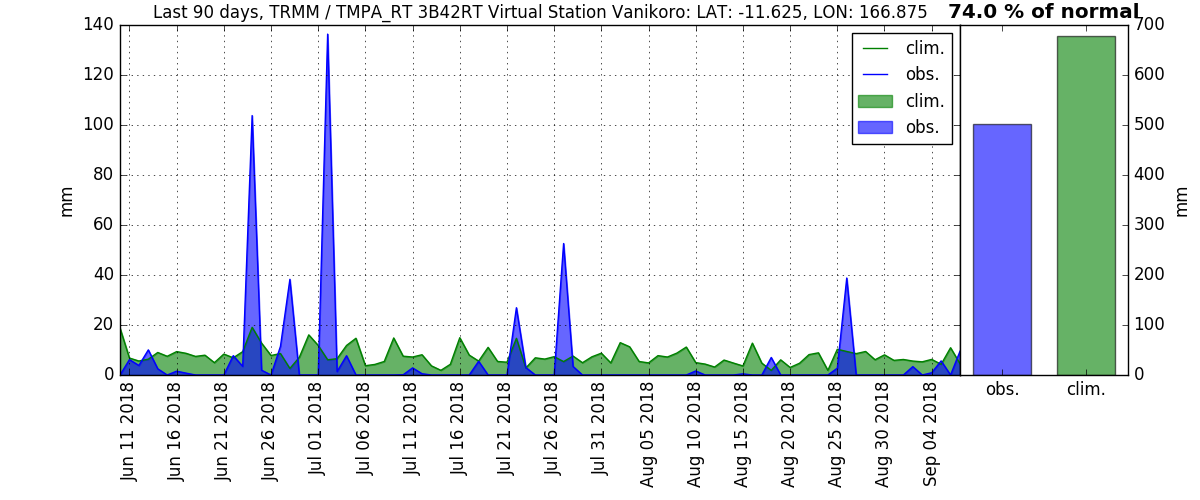 Last 90 days, TRMM / TMPA_RT 3B42RT Virtual Station Vanikoro: LAT: -11.625, LON: 166.875
74.0 % of normal
140
120
100
80
60
40
20
0
mm
clim.
obs.
clim.
obs.
700
600
500
400
300
200
100
0
mm
Jun 11 2018
Jun 16 2018
Jun 21 2018
Jun 26 2018
Jul 01 2018
Jul 06 2018
Jul 11 2018
Jul 16 2018
Jul 21 2018
Jul 26 2018
Jul 31 2018
Aug 05 2018
Aug 10 2018
Aug 15 2018
Aug 20 2018
Aug 25 2018
Aug 30 2018
Sep 04 2018
obs.
clim.